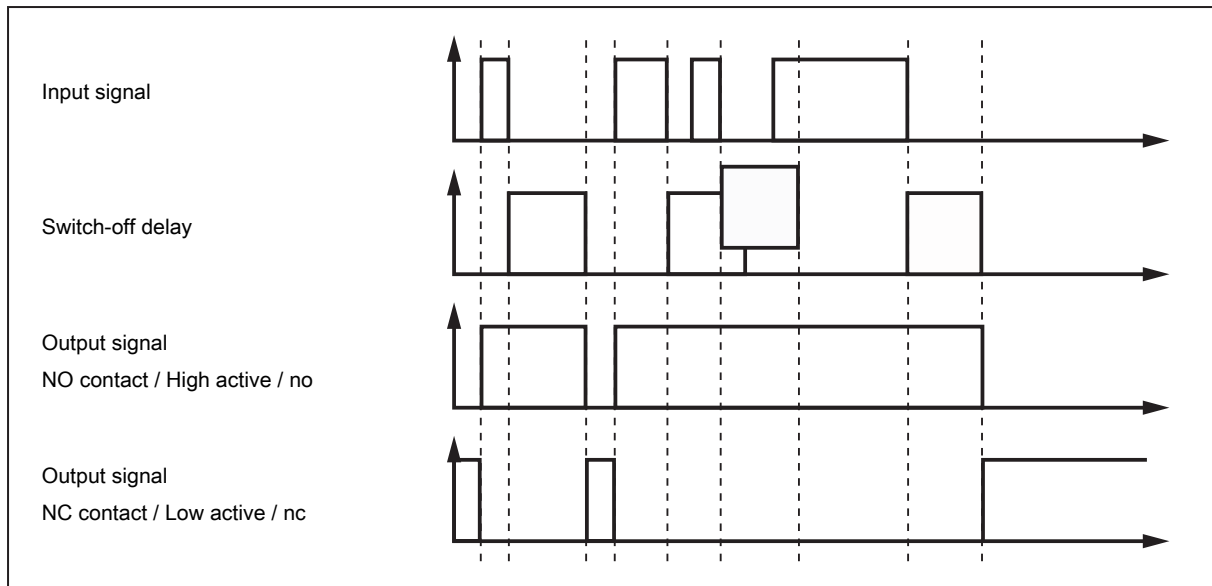 Input signal
Switch-off delay
Output signal
NO contact / High active / no
Output signal
NC contact / Low active / nc